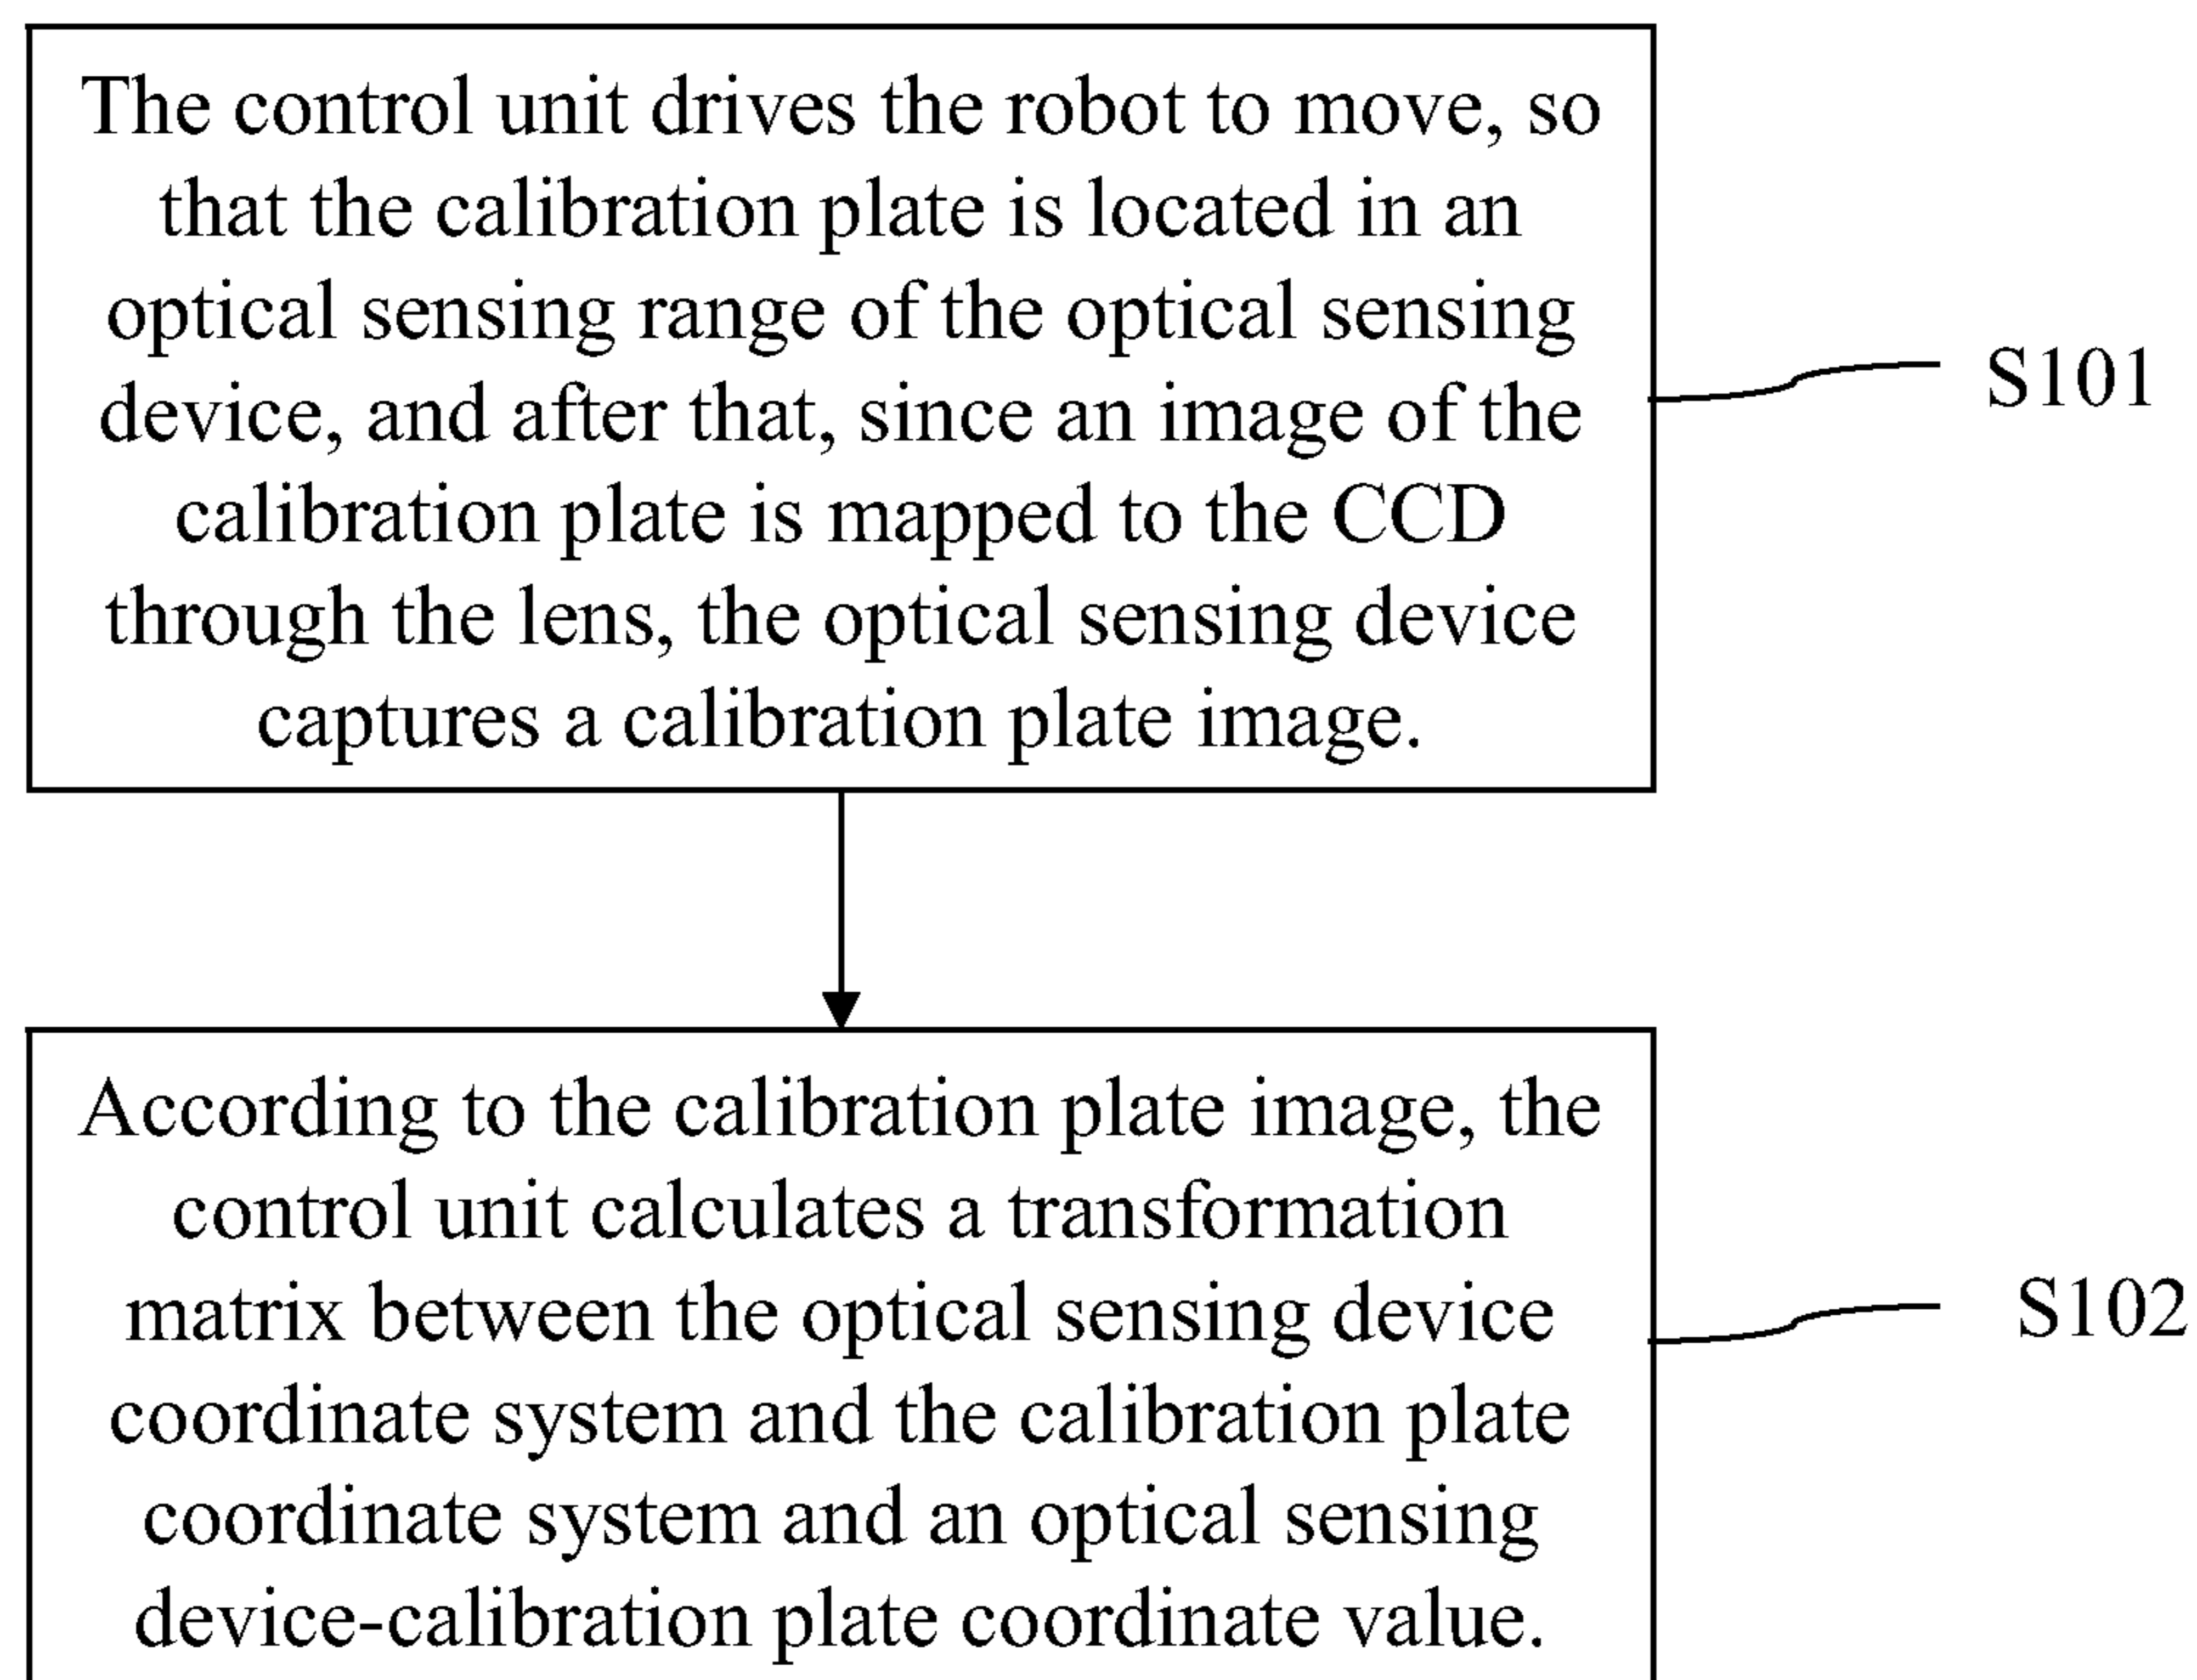 The control unit drives the robot to move, so
that the calibration plate is located in an
optical sensing range of the optical sensing
device, and after that, since an image of the
calibration plate is mapped to the CCD
through the lens, the optical sensing device
captures a calibration plate image.
S101
According to the calibration plate image, the
control unit calculates a transformation
matrix between the optical sensing device
coordinate system and the calibration plate
coordinate system and an optical sensing
device-calibration plate coordinate value.
S102